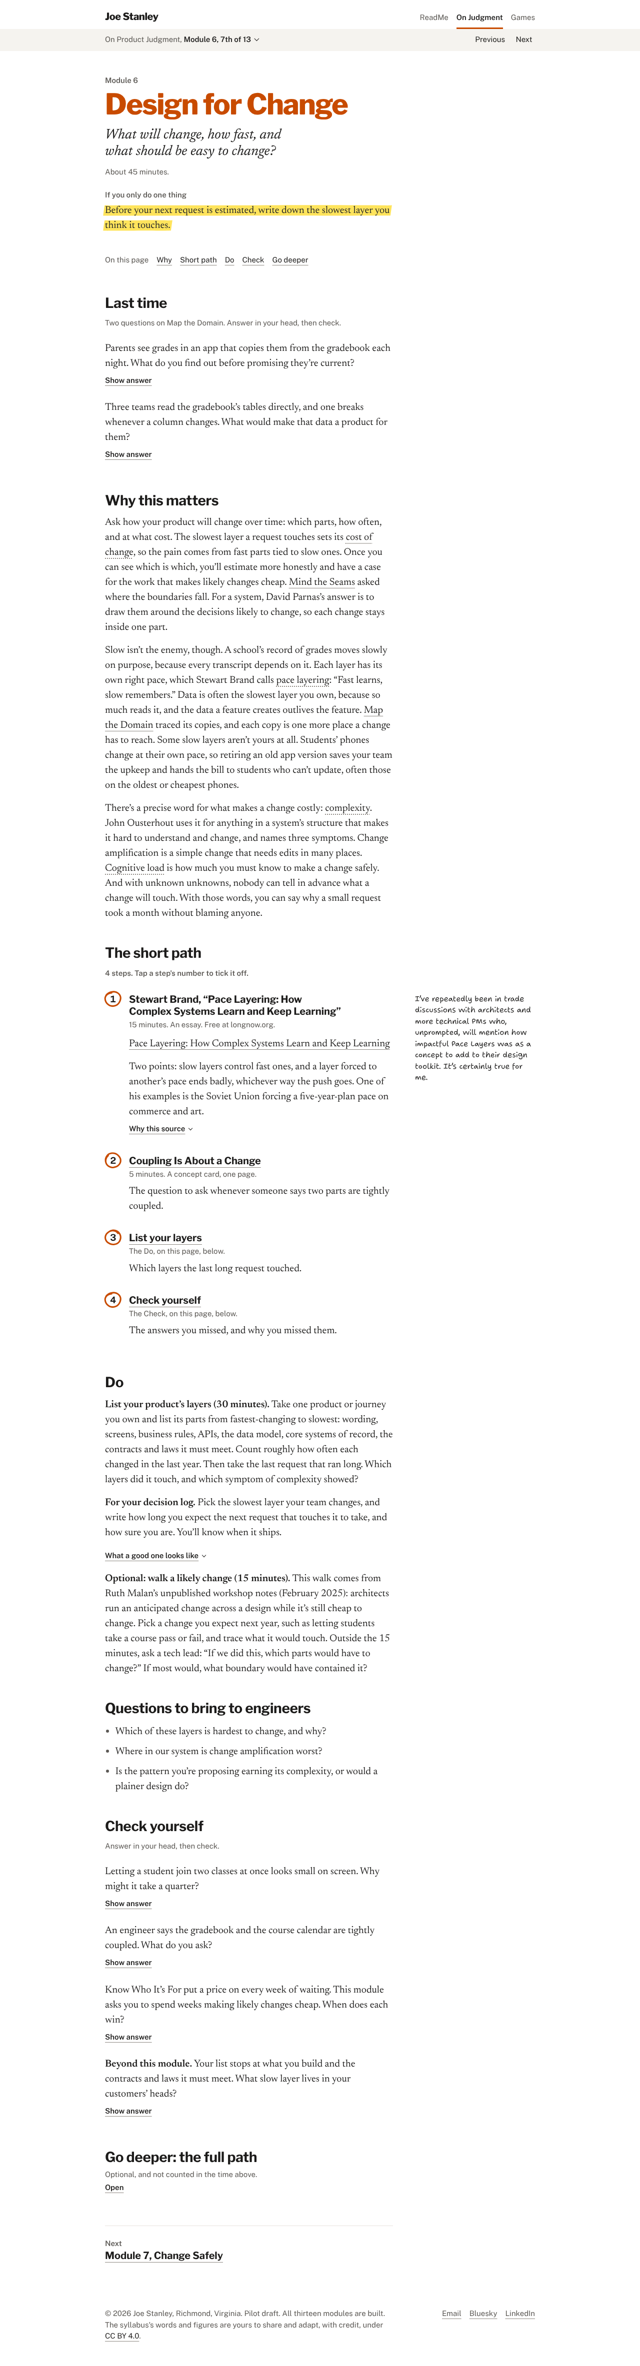 Joe Stanley
ReadMe On Judgment Games
On Product Judgment, Module 6, 7th of 13
Previous Next
Module 6
Design for Change
What will change, how fast, and
what should be easy to change?
About 45 minutes.
If you only do one thing
Before your next request is estimated, write down the slowest layer you
think it touches.
On this page Why Short path Do Check Go deeper
Last time
Two questions on Map the Domain. Answer in your head, then check.
Parents see grades in an app that copies them from the gradebook each
night. What do you find out before promising they’re current?
Show answer
Three teams read the gradebook’s tables directly, and one breaks
whenever a column changes. What would make that data a product for
them?
Show answer
Why this matters
Ask how your product will change over time: which parts, how often,
and at what cost. The slowest layer a request touches sets its cost of
change, so the pain comes from fast parts tied to slow ones. Once you
can see which is which, you’ll estimate more honestly and have a case
for the work that makes likely changes cheap. Mind the Seams asked
where the boundaries fall. For a system, David Parnas’s answer is to
draw them around the decisions likely to change, so each change stays
inside one part.
Slow isn’t the enemy, though. A school’s record of grades moves slowly
on purpose, because every transcript depends on it. Each layer has its
own right pace, which Stewart Brand calls pace layering: “Fast learns,
slow remembers.” Data is often the slowest layer you own, because so
much reads it, and the data a feature creates outlives the feature. Map
the Domain traced its copies, and each copy is one more place a change
has to reach. Some slow layers aren’t yours at all. Students’ phones
change at their own pace, so retiring an old app version saves your team
the upkeep and hands the bill to students who can’t update, often those
on the oldest or cheapest phones.
There’s a precise word for what makes a change costly: complexity.
John Ousterhout uses it for anything in a system’s structure that makes
it hard to understand and change, and names three symptoms. Change
amplification is a simple change that needs edits in many places.
Cognitive load is how much you must know to make a change safely.
And with unknown unknowns, nobody can tell in advance what a
change will touch. With those words, you can say why a small request
took a month without blaming anyone.
The short path
4 steps. Tap a step’s number to tick it off.
1
Stewart Brand, “Pace Layering: How
Complex Systems Learn and Keep Learning”
15 minutes. An essay. Free at longnow.org.
Pace Layering: How Complex Systems Learn and Keep Learning
Two points: slow layers control fast ones, and a layer forced to
another’s pace ends badly, whichever way the push goes. One of
his examples is the Soviet Union forcing a five-year-plan pace on
commerce and art.
Why this source
I’ve repeatedly been in trade
discussions with architects and
more technical PMs who,
unprompted, will mention how
impactful Pace Layers was as a
concept to add to their design
toolkit. It’s certainly true for
me.
2
Coupling Is About a Change
5 minutes. A concept card, one page.
The question to ask whenever someone says two parts are tightly
coupled.
3
List your layers
The Do, on this page, below.
Which layers the last long request touched.
4
Check yourself
The Check, on this page, below.
The answers you missed, and why you missed them.
Do
List your product’s layers (30 minutes). Take one product or journey
you own and list its parts from fastest-changing to slowest: wording,
screens, business rules, APIs, the data model, core systems of record, the
contracts and laws it must meet. Count roughly how often each
changed in the last year. Then take the last request that ran long. Which
layers did it touch, and which symptom of complexity showed?
For your decision log. Pick the slowest layer your team changes, and
write how long you expect the next request that touches it to take, and
how sure you are. You’ll know when it ships.
What a good one looks like
Optional: walk a likely change (15 minutes). This walk comes from
Ruth Malan’s unpublished workshop notes (February 2025): architects
run an anticipated change across a design while it’s still cheap to
change. Pick a change you expect next year, such as letting students
take a course pass or fail, and trace what it would touch. Outside the 15
minutes, ask a tech lead: “If we did this, which parts would have to
change?” If most would, what boundary would have contained it?
Questions to bring to engineers
• Which of these layers is hardest to change, and why?
• Where in our system is change amplification worst?
• Is the pattern you’re proposing earning its complexity, or would a
plainer design do?
Check yourself
Answer in your head, then check.
Letting a student join two classes at once looks small on screen. Why
might it take a quarter?
Show answer
An engineer says the gradebook and the course calendar are tightly
coupled. What do you ask?
Show answer
Know Who It’s For put a price on every week of waiting. This module
asks you to spend weeks making likely changes cheap. When does each
win?
Show answer
Beyond this module. Your list stops at what you build and the
contracts and laws it must meet. What slow layer lives in your
customers’ heads?
Show answer
Go deeper: the full path
Optional, and not counted in the time above.
Open
Next
Module 7, Change Safely
© 2026 Joe Stanley, Richmond, Virginia. Pilot draft. All thirteen modules are built.
The syllabus’s words and figures are yours to share and adapt, with credit, under
CC BY 4.0.
Email Bluesky LinkedIn